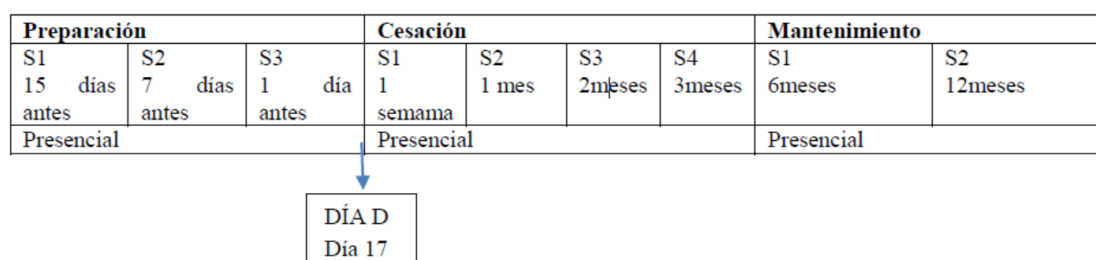 Preparación Cesación Mantenimiento
S1 S2 S3 S1 S2 S3 S4 S1 S2
15 días 7 días 1 día 1 1 mes 2meses 3meses 6meses 12meses
antes antes antes semama
Presencial Presencial Presencial
DÍA D
Día 17